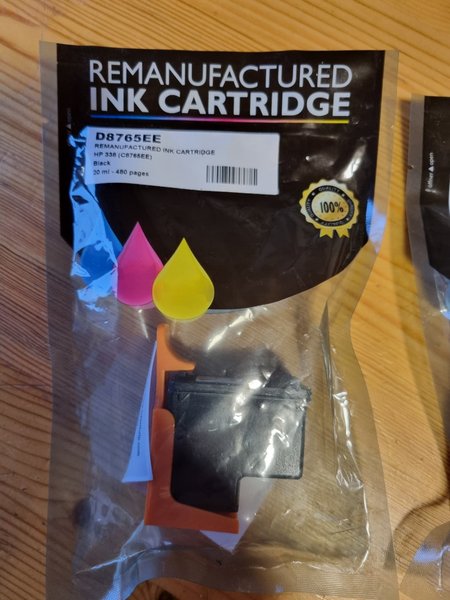 REMANUFACTURED
INK CARTRIDGE
D8765EE
REMANUFACTURED INK CARTRIDGE
HP 338 (C8765EE)
Black
20 ml - 480 pages
100%